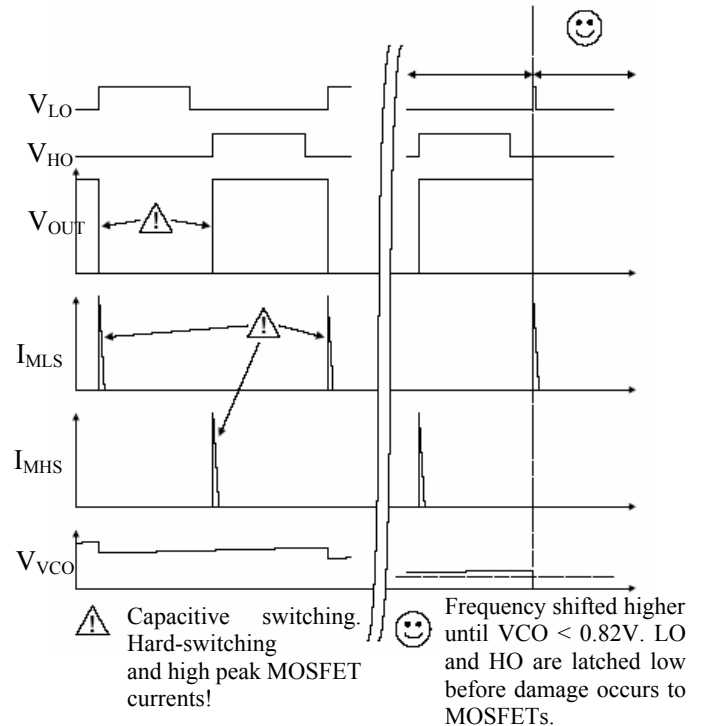 V_LO
V_HO
V_OUT
!
!
I_MLS
I_MHS
V_VCO
! Capacitive switching.
Hard-switching
and high peak MOSFET
currents!
Frequency shifted higher
until VCO < 0.82V. LO
and HO are latched low
before damage occurs to
MOSFETs.